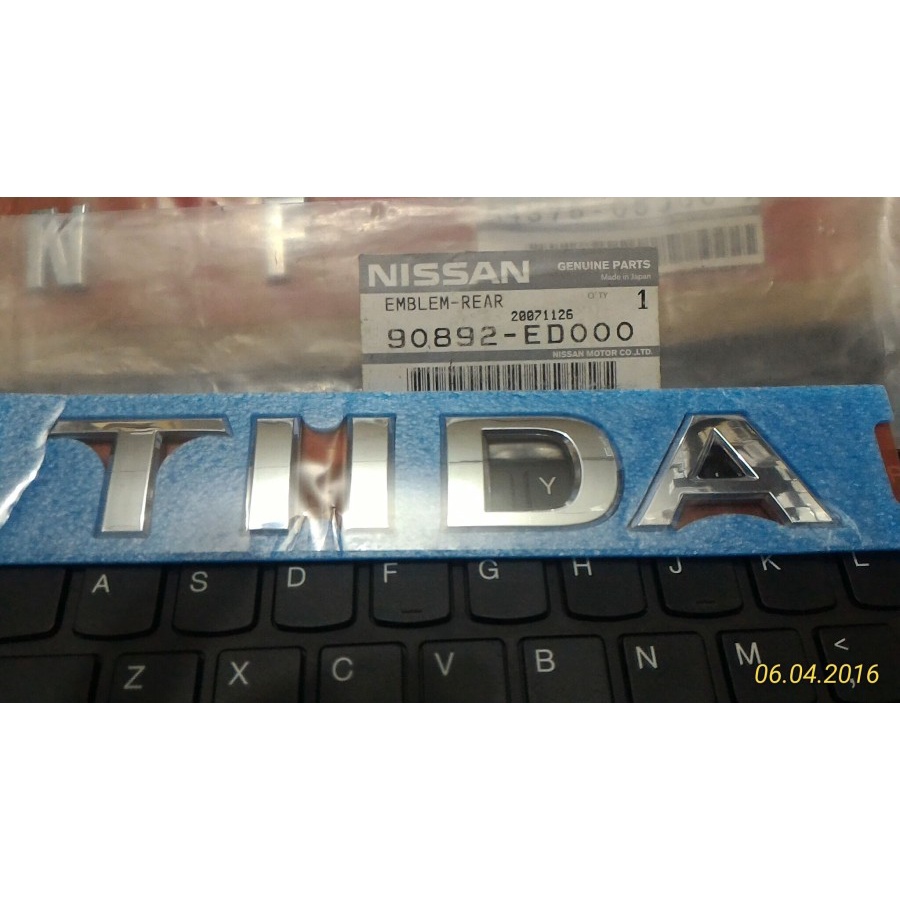 N F
NISSAN GENUINE PARTS
Made in Japan
EMBLEM-REAR Q'TY 1
20071126
90892-ED000
NISSAN MOTOR CO.,LTD.
TIIDA
Y
A S D F G H J K L
Z X C V B N M <
,
06.04.2016